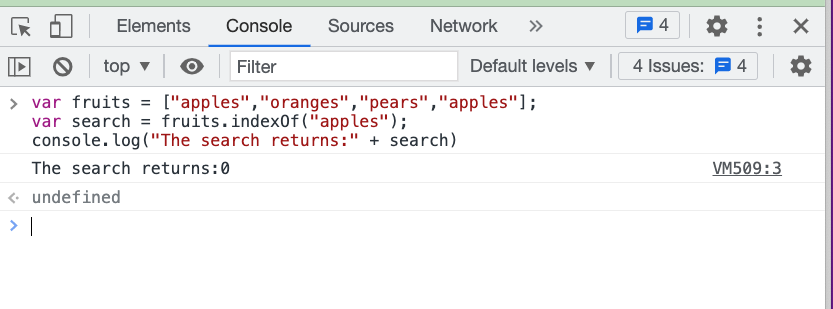 Elements Console Sources Network » 4
top ▼ Filter Default levels ▼ 4 Issues: 4
> var fruits = ["apples","oranges","pears","apples"];
var search = fruits.indexOf("apples");
console.log("The search returns:" + search)
The search returns:0 VM509:3
undefined
>